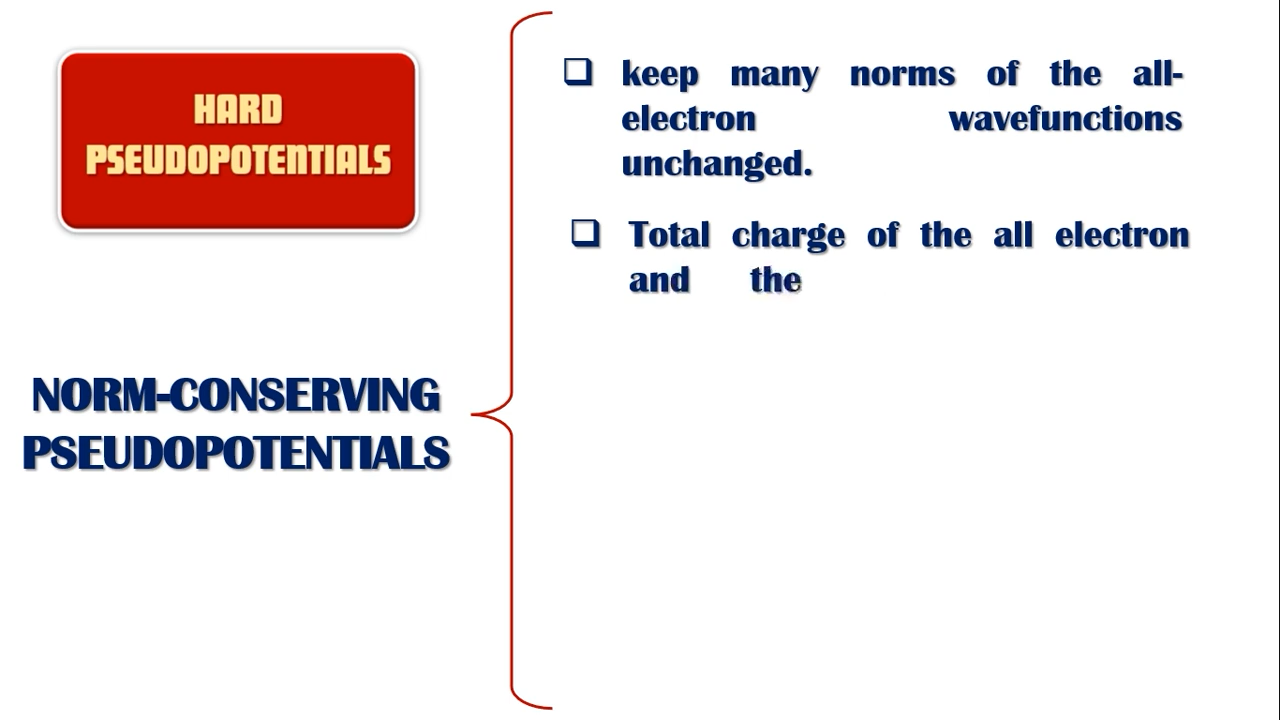 HARD
PSEUDOPOTENTIALS
NORM-CONSERVING
PSEUDOPOTENTIALS
keep many norms of the all-
electron wavefunctions
unchanged.
Total charge of the all electron
and the